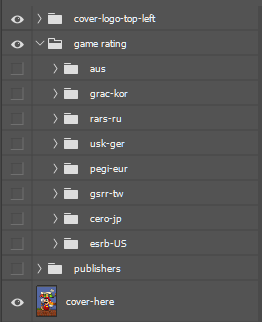 cover-logo-top-left
game rating
aus
grac-kor
rars-ru
usk-ger
pegi-eur
gsrr-tw
cero-jp
esrb-US
publishers
cover-here